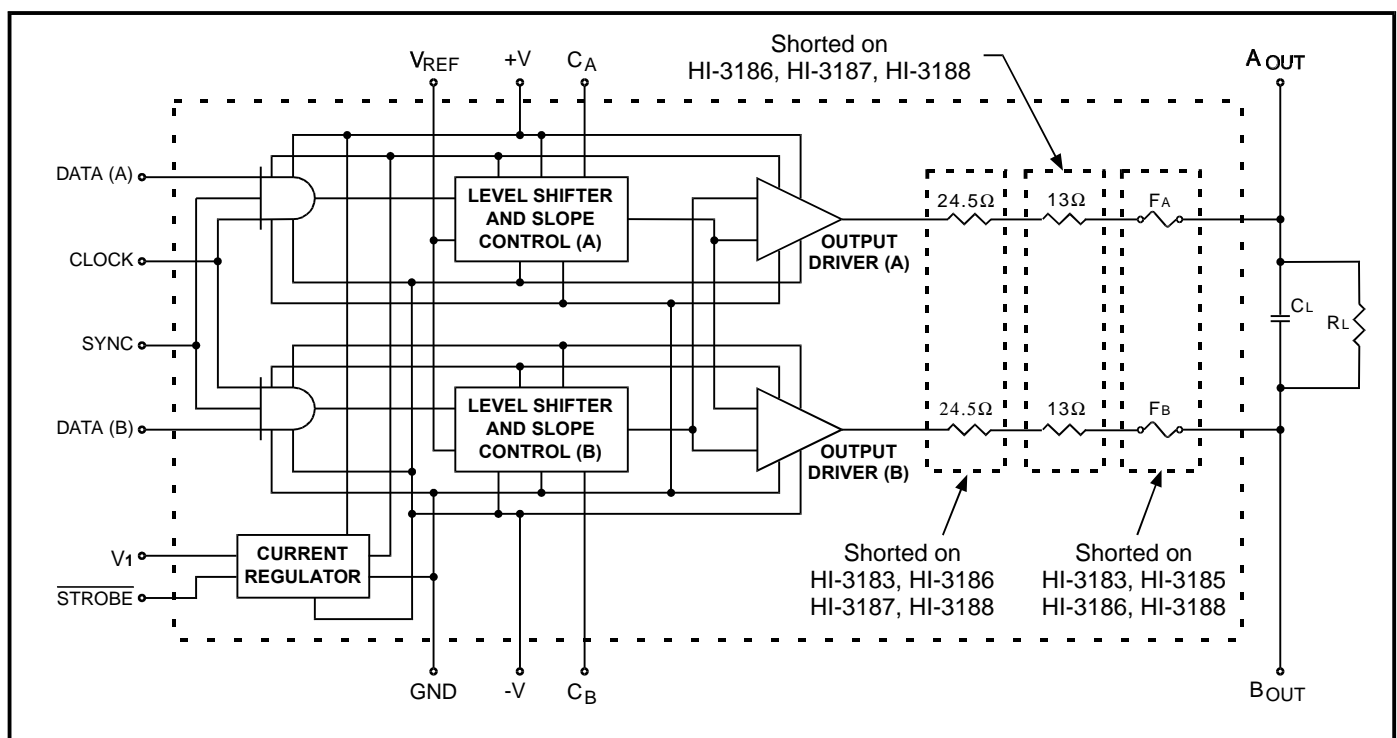 Shorted on
HI-3186, HI-3187, HI-3188
VREF
+V
CA
A OUT
DATA (A)
CLOCK
SYNC
DATA (B)
V1
STROBE
LEVEL SHIFTER
AND SLOPE
CONTROL (A)
OUTPUT
DRIVER (A)
24.5Ω
13Ω
FA
CL
RL
LEVEL SHIFTER
AND SLOPE
CONTROL (B)
OUTPUT
DRIVER (B)
24.5Ω
13Ω
FB
CURRENT
REGULATOR
Shorted on
HI-3183, HI-3186
HI-3187, HI-3188
Shorted on
HI-3183, HI-3185
HI-3186, HI-3188
GND
-V
CB
BOUT